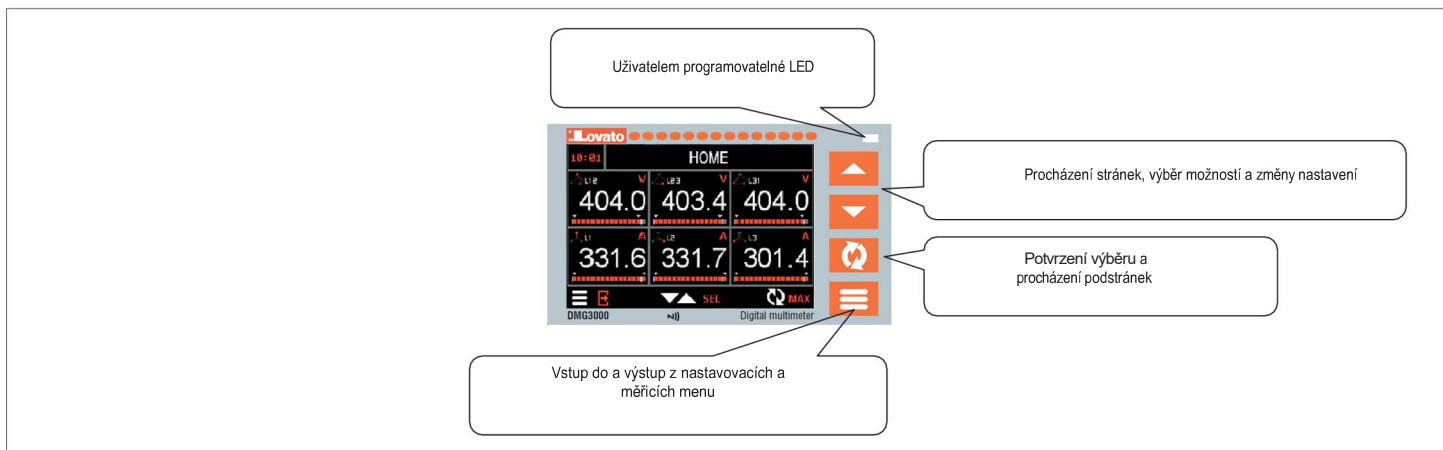 Uživatelem programovatelné LED
Lovato
10:01 HOME
L12 V L23 V L31 V
404.0 403.4 404.0
L1 A L2 A L3 A
331.6 331.7 301.4
SEL MAX
DMG3000 Digital multimeter
Procházení stránek, výběr možností a změny nastavení
Potvrzení výběru a
procházení podstránek
Vstup do a výstup z nastavovacích a
měřicích menu